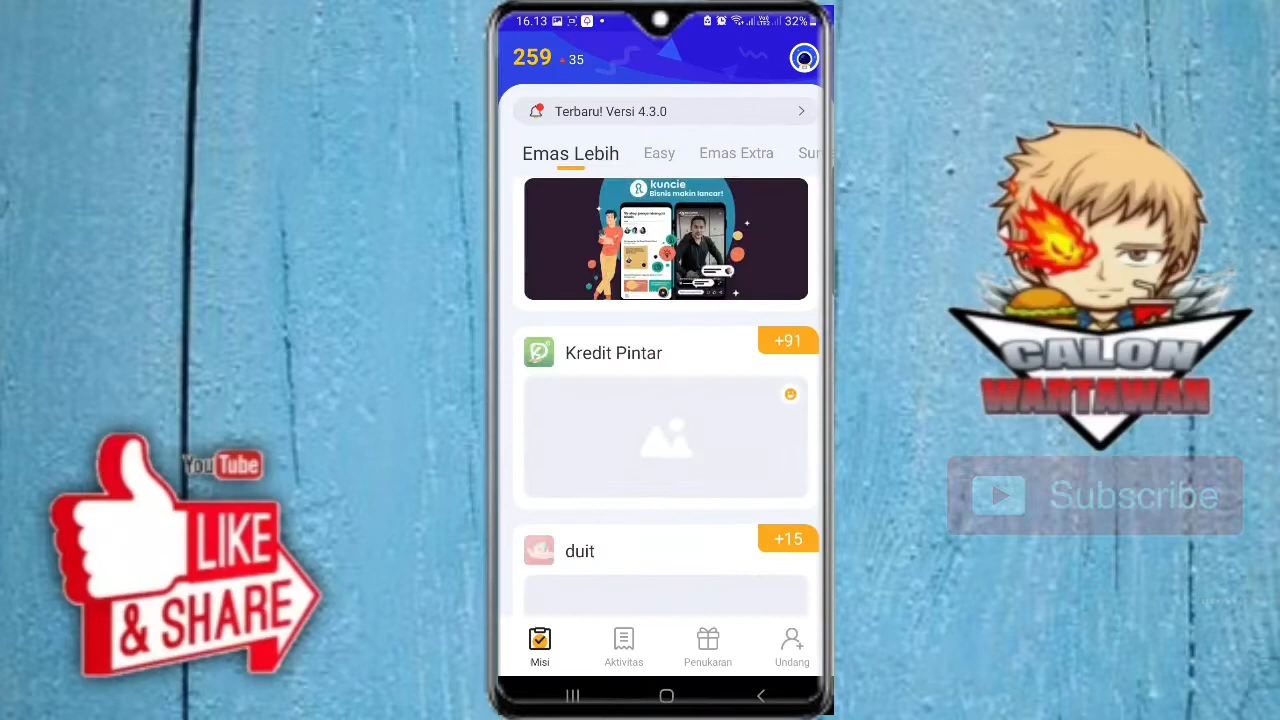 16.13
32%
259 35
Terbaru! Versi 4.3.0
Emas Lebih Easy Emas Extra Sur
kuncie
Bisnis makin lancar!
Kredit Pintar +91
duit +15
Misi Aktivitas Penukaran Undang
YouTube
LIKE
& SHARE
CALON
WARTAWAN
Subscribe